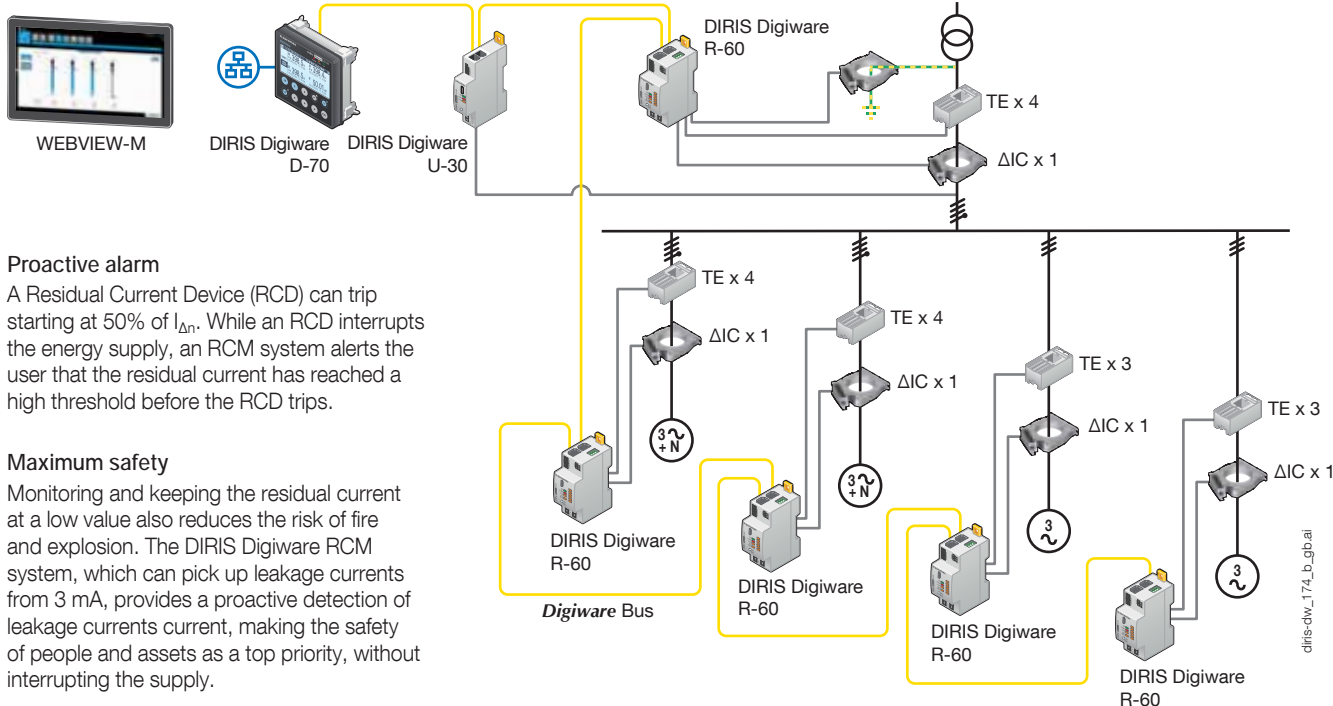 WEBVIEW-M
DIRIS Digiware
D-70
DIRIS Digiware
U-30
DIRIS Digiware
R-60
TE x 4
ΔIC x 1
Proactive alarm
A Residual Current Device (RCD) can trip
starting at 50% of IΔn. While an RCD interrupts
the energy supply, an RCM system alerts the
user that the residual current has reached a
high threshold before the RCD trips.
Maximum safety
Monitoring and keeping the residual current
at a low value also reduces the risk of fire
and explosion. The DIRIS Digiware RCM
system, which can pick up leakage currents
from 3 mA, provides a proactive detection of
leakage currents current, making the safety
of people and assets as a top priority, without
interrupting the supply.
TE x 4
ΔIC x 1
3
+ N
DIRIS Digiware
R-60
Digiware Bus
TE x 4
ΔIC x 1
3
+ N
DIRIS Digiware
R-60
TE x 3
ΔIC x 1
3
DIRIS Digiware
R-60
TE x 3
ΔIC x 1
3
DIRIS Digiware
R-60
diris-dw_174_b_gb.ai